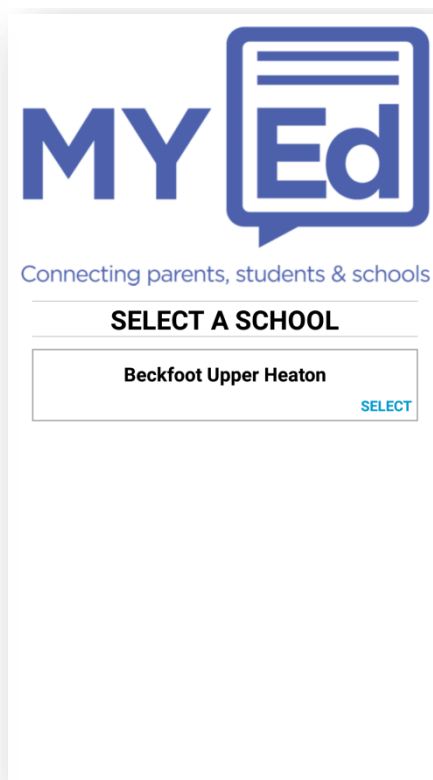 MY Ed
Connecting parents, students & schools
SELECT A SCHOOL
Beckfoot Upper Heaton
SELECT